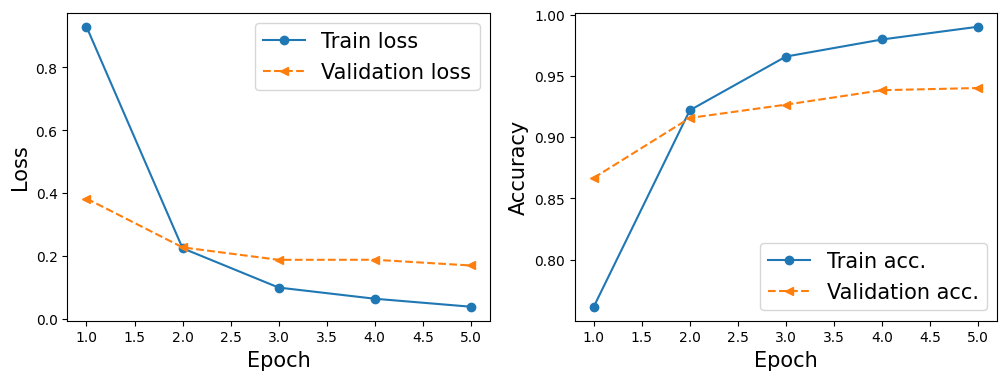 Train loss
Validation loss
Loss
0.8
0.6
0.4
0.2
0.0
1.0 1.5 2.0 2.5 3.0 3.5 4.0 4.5 5.0
Epoch
Accuracy
1.00
0.95
0.90
0.85
0.80
Train acc.
Validation acc.
1.0 1.5 2.0 2.5 3.0 3.5 4.0 4.5 5.0
Epoch